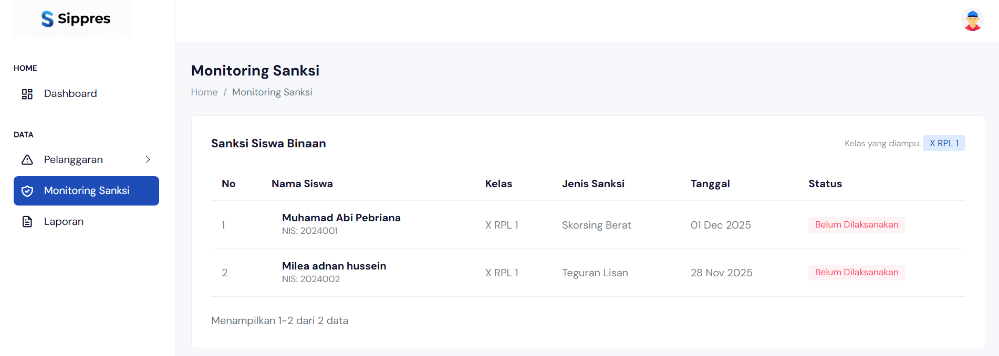 Sippres
HOME
Dashboard
DATA
Pelanggaran
Monitoring Sanksi
Laporan
Monitoring Sanksi
Home / Monitoring Sanksi
Sanksi Siswa Binaan
Kelas yang diampu: X RPL 1
No Nama Siswa Kelas Jenis Sanksi Tanggal Status
1 Muhamad Abi Pebriana X RPL 1 Skorsing Berat 01 Dec 2025 Belum Dilaksanakan
NIS: 2024001
2 Milea adnan hussein X RPL 1 Teguran Lisan 28 Nov 2025 Belum Dilaksanakan
NIS: 2024002
Menampilkan 1-2 dari 2 data